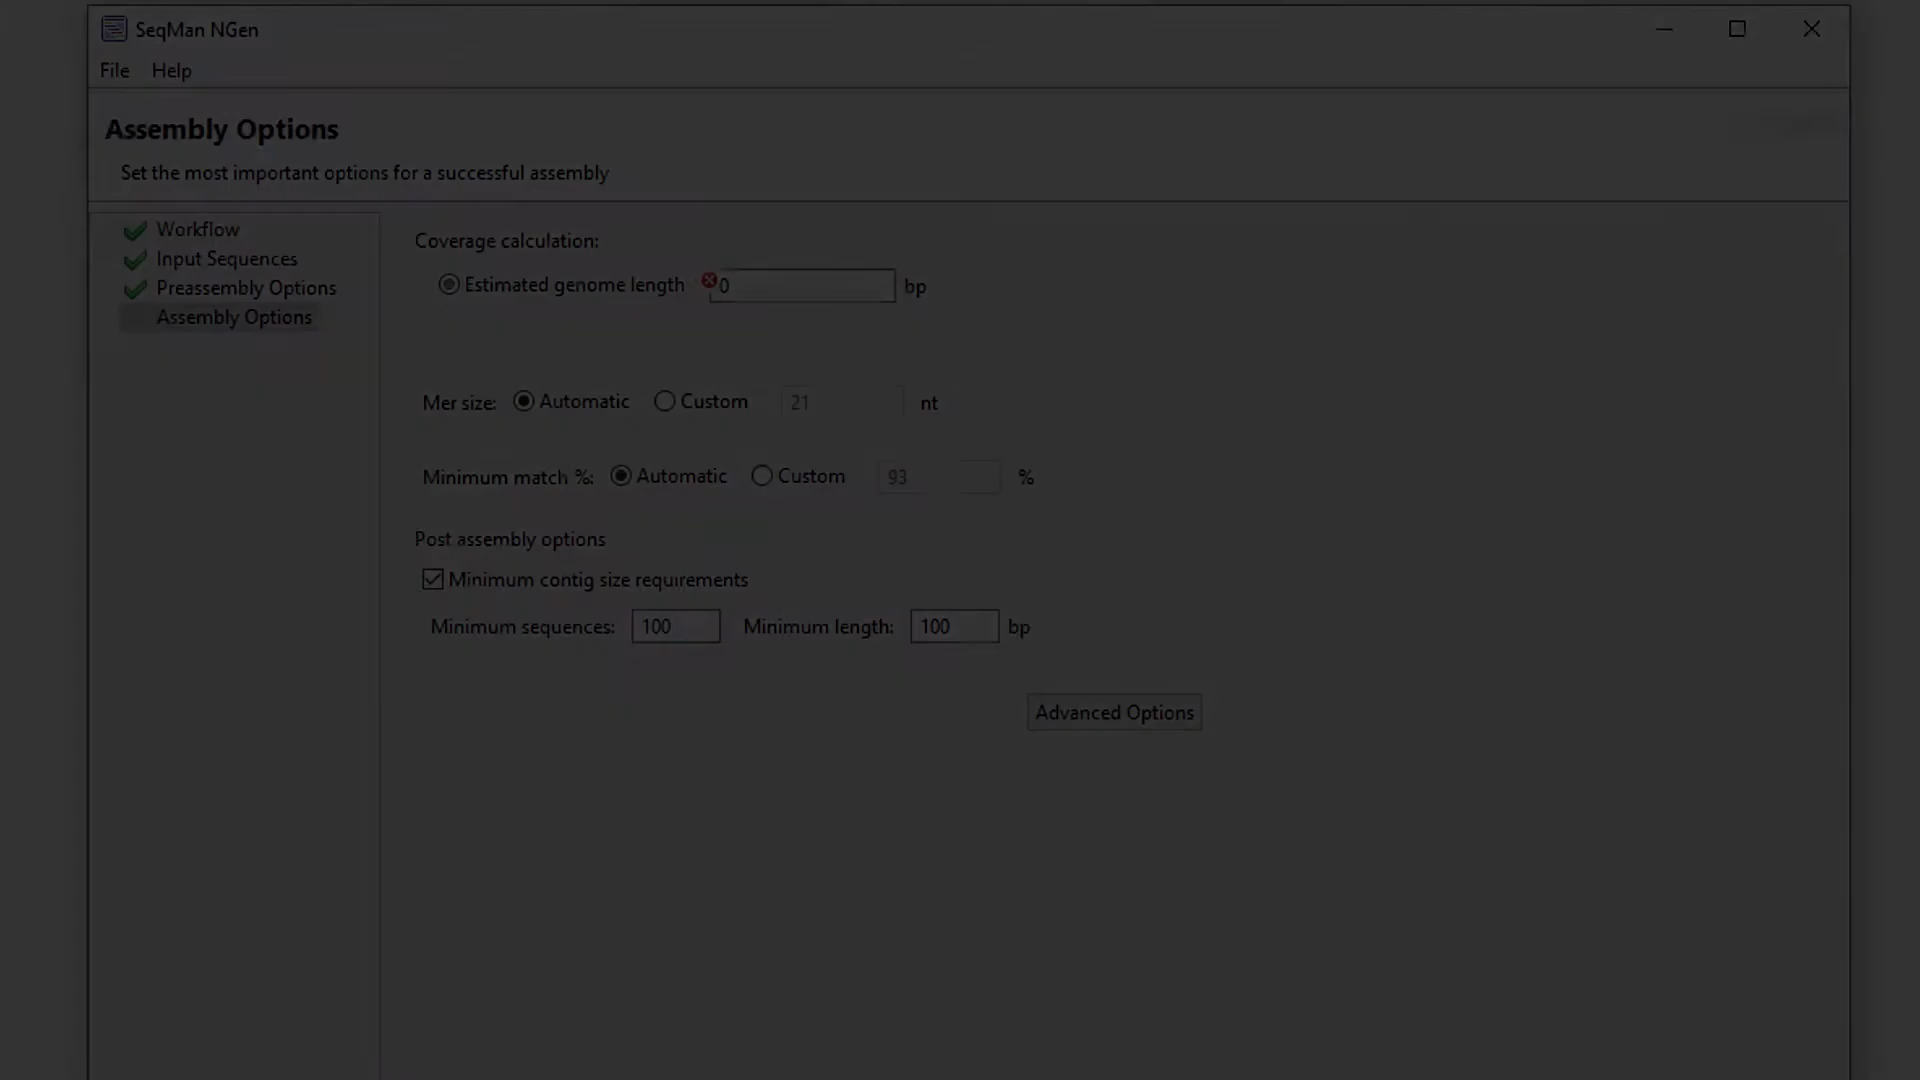 SeqMan NGen
File Help
Assembly Options
Set the most important options for a successful assembly
Workflow
Input Sequences
Preassembly Options
Assembly Options
Coverage calculation:
Estimated genome length 0 bp
Mer size: Automatic Custom 21 nt
Minimum match %: Automatic Custom 93 %
Post assembly options
Minimum contig size requirements
Minimum sequences: 100 Minimum length: 100 bp
Advanced Options